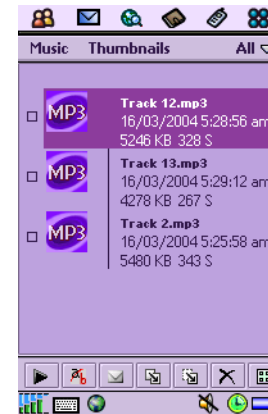 Music Thumbnails All
MP3
Track 12.mp3
16/03/2004 5:28:56 am
5246 KB 328 S
MP3
Track 13.mp3
16/03/2004 5:29:12 am
4278 KB 267 S
MP3
Track 2.mp3
16/03/2004 5:25:58 am
5480 KB 343 S